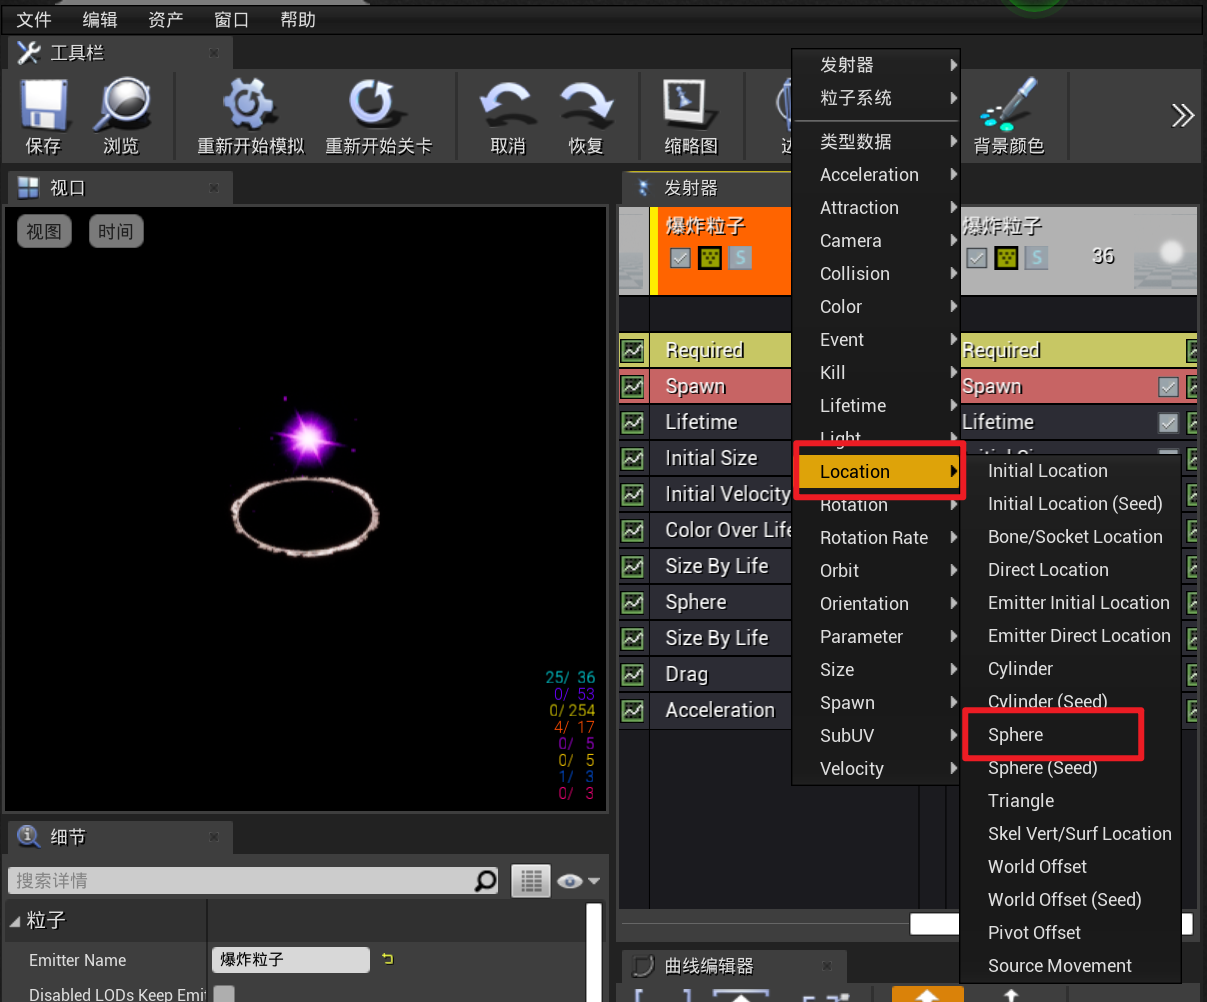 文件 编辑 资产 窗口 帮助
工具栏
保存 浏览 重新开始模拟 重新开始关卡 取消 恢复 缩略图 背景颜色
视口
视图 时间
25/ 36
0/ 53
0/ 254
4/ 17
0/ 5
0/ 5
1/ 3
0/ 3
细节
搜索详情
粒子
Emitter Name 爆炸粒子
Disabled LODs Keep Emi
发射器
爆炸粒子
S
Required
Spawn
Lifetime
Initial Size
Initial Velocity
Color Over Life
Size By Life
Sphere
Size By Life
Drag
Acceleration
爆炸粒子
S 36
Required
Spawn
Lifetime
发射器
粒子系统
类型数据
Acceleration
Attraction
Camera
Collision
Color
Event
Kill
Lifetime
Light
Location
Rotation
Rotation Rate
Orbit
Orientation
Parameter
Size
Spawn
SubUV
Velocity
Initial Location
Initial Location (Seed)
Bone/Socket Location
Direct Location
Emitter Initial Location
Emitter Direct Location
Cylinder
Cylinder (Seed)
Sphere
Sphere (Seed)
Triangle
Skel Vert/Surf Location
World Offset
World Offset (Seed)
Pivot Offset
Source Movement
曲线编辑器